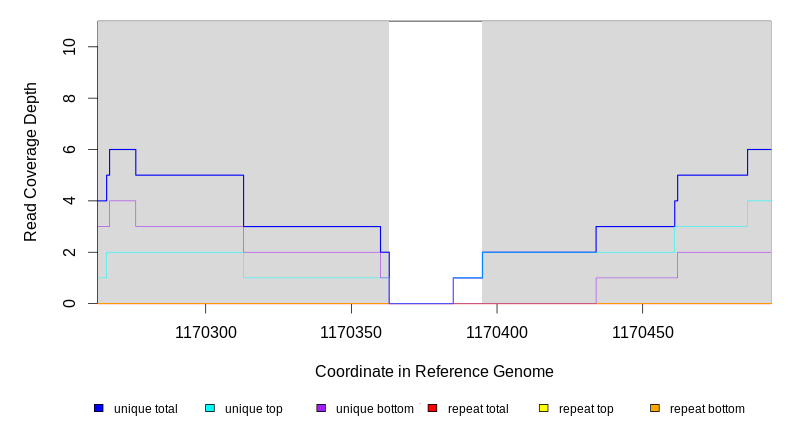 Read Coverage Depth
10
8
6
4
2
0
1170300 1170350 1170400 1170450
Coordinate in Reference Genome
unique total unique top unique bottom repeat total repeat top repeat bottom